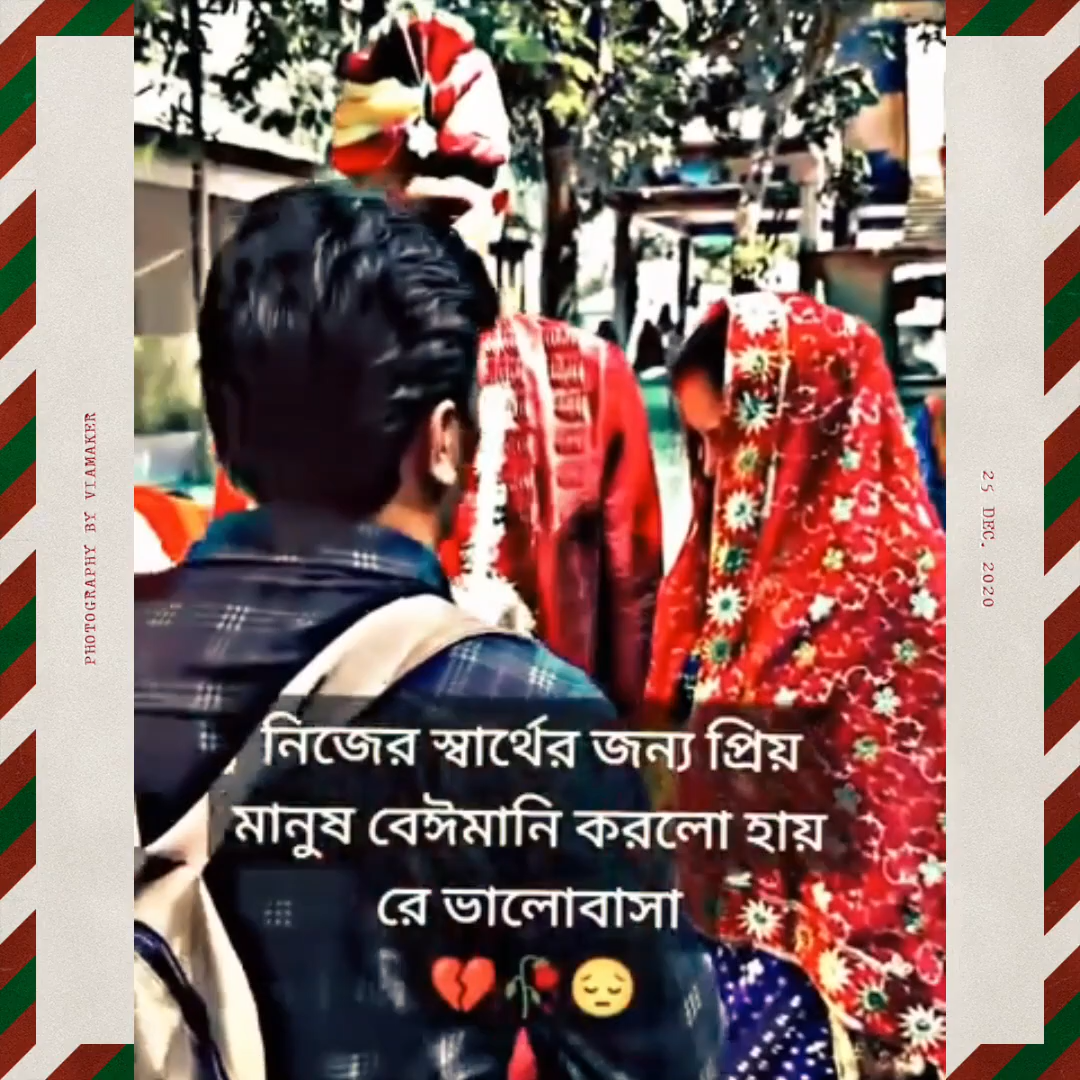 PHOTOGRAPHY BY VIAMAKER
25 DEC. 2020
নিজের স্বার্থের জন্য প্রিয়
মানুষ বেঈমানি করলো হায়
রে ভালোবাসা
💔🥀😔